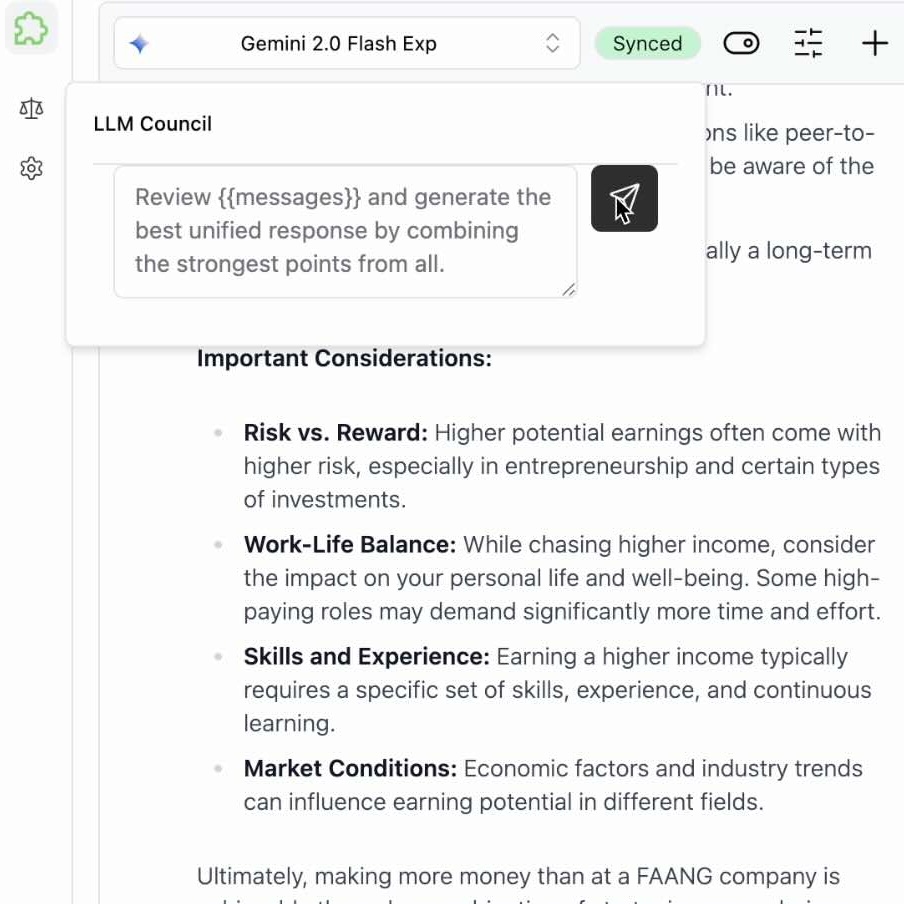 Gemini 2.0 Flash Exp
Synced
LLM Council
Review {{messages}} and generate the
best unified response by combining
the strongest points from all.
like peer-to-
be aware of the
a long-term
Important Considerations:
Risk vs. Reward: Higher potential earnings often come with
higher risk, especially in entrepreneurship and certain types
of investments.
Work-Life Balance: While chasing higher income, consider
the impact on your personal life and well-being. Some high-
paying roles may demand significantly more time and effort.
Skills and Experience: Earning a higher income typically
requires a specific set of skills, experience, and continuous
learning.
Market Conditions: Economic factors and industry trends
can influence earning potential in different fields.
Ultimately, making more money than at a FAANG company is